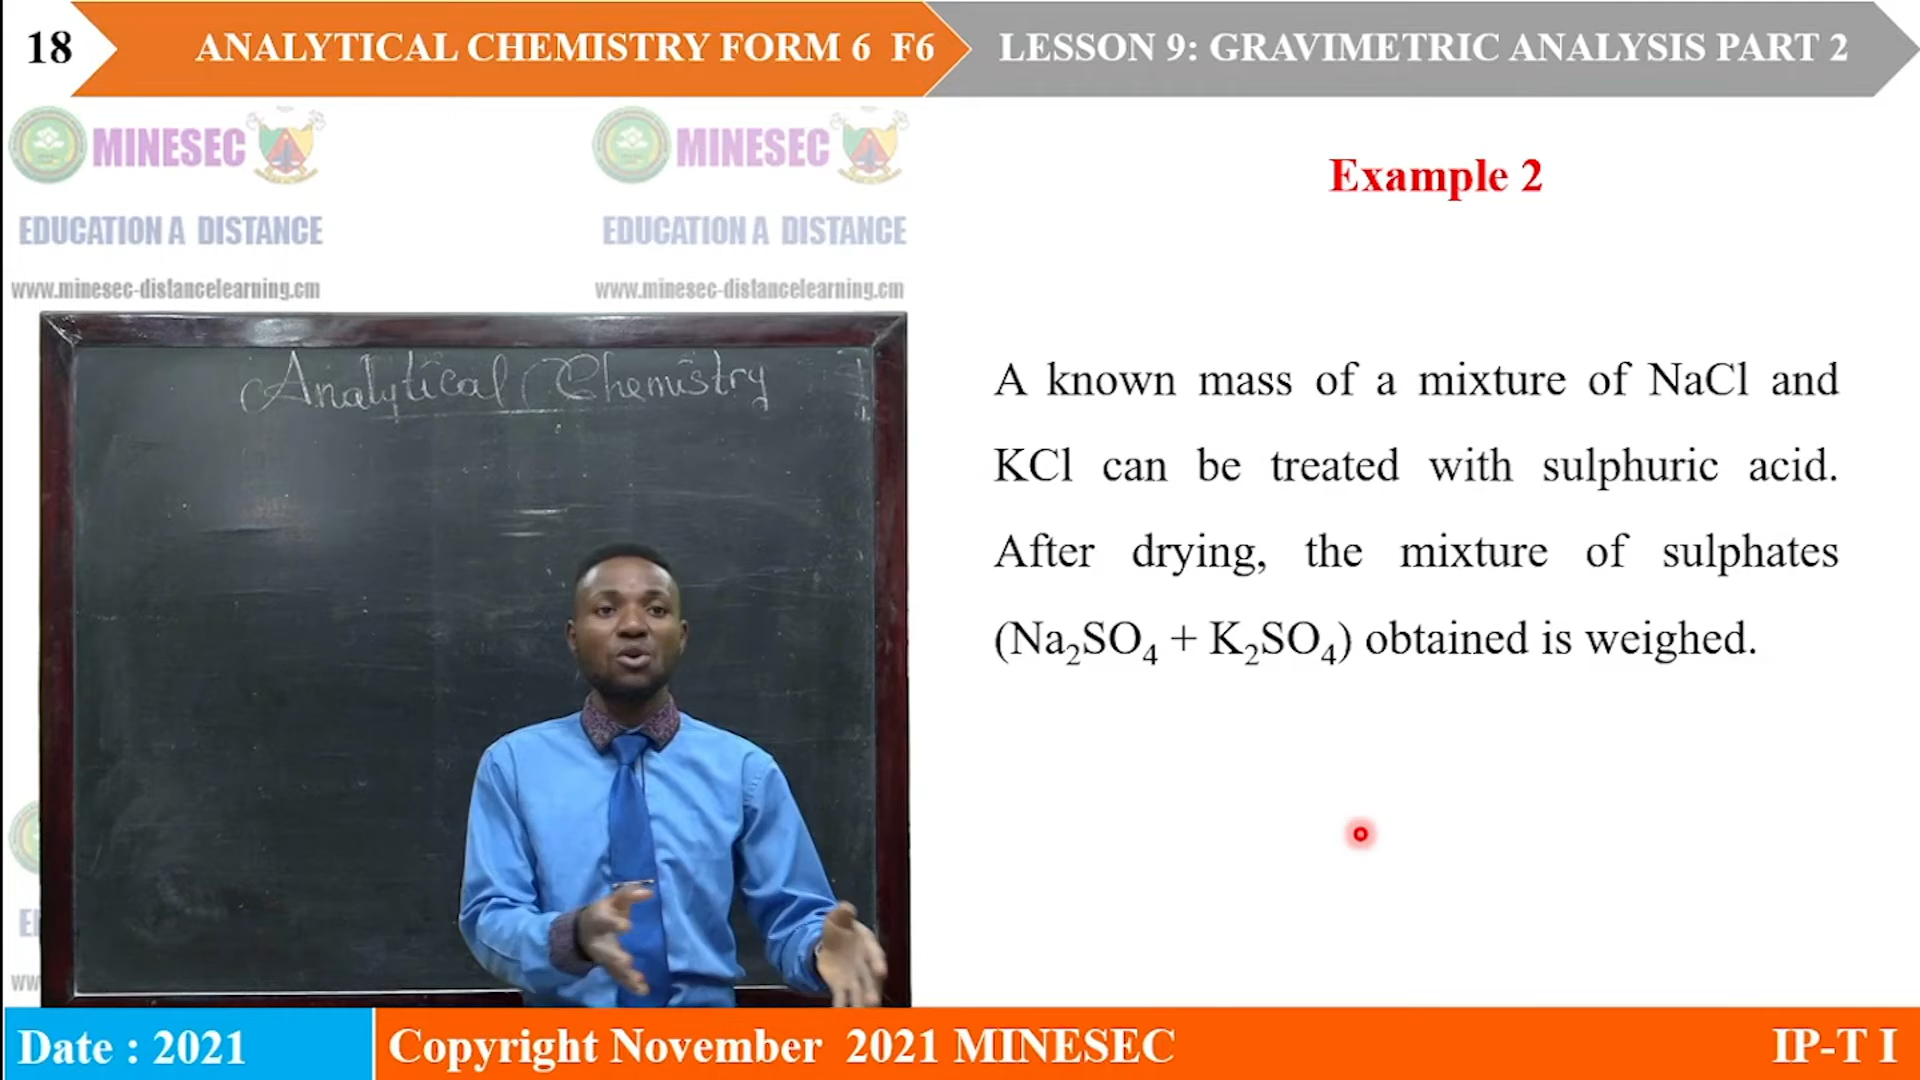 18
ANALYTICAL CHEMISTRY FORM 6 F6
LESSON 9: GRAVIMETRIC ANALYSIS PART 2
MINESEC
MINESEC
EDUCATION A DISTANCE
EDUCATION A DISTANCE
www.minesec-distancelearning.cm
www.minesec-distancelearning.cm
Analytical Chemistry
Example 2
A known mass of a mixture of NaCl and
KCl can be treated with sulphuric acid.
After drying, the mixture of sulphates
(Na₂SO₄ + K₂SO₄) obtained is weighed.
Date : 2021
Copyright November 2021 MINESEC
IP-T I